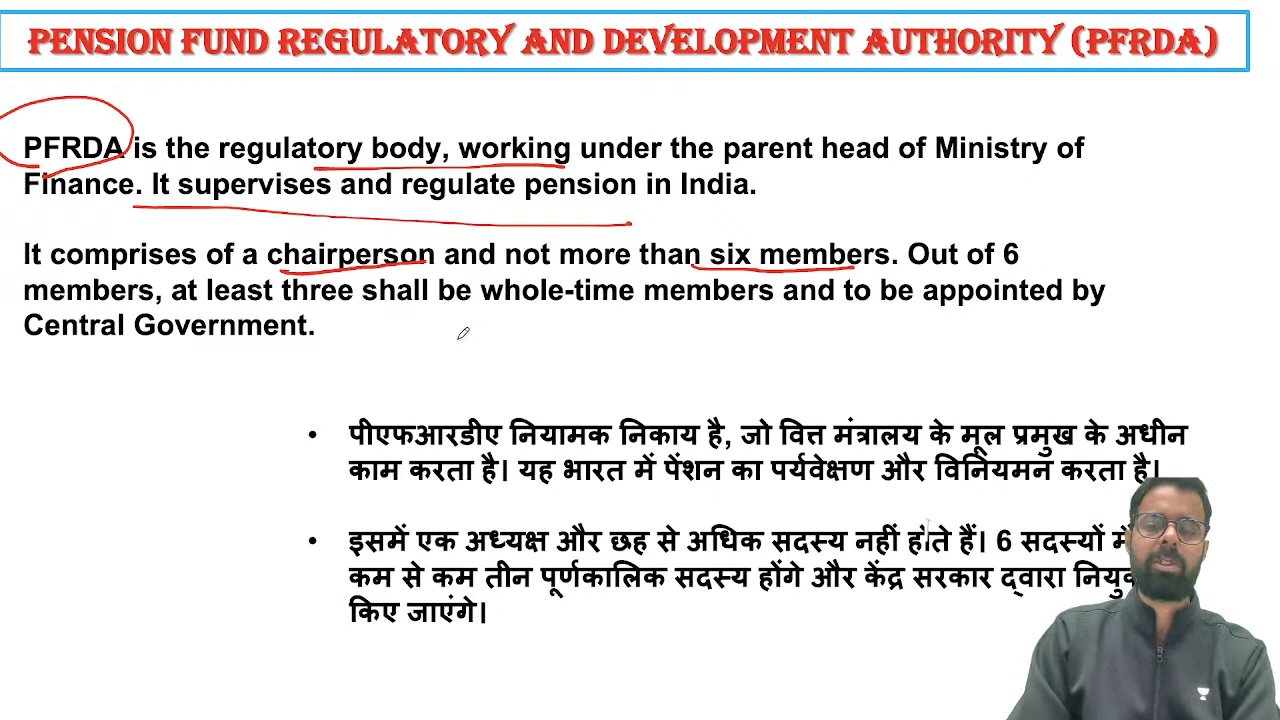 PENSION FUND REGULATORY AND DEVELOPMENT AUTHORITY (PFRDA)
PFRDA is the regulatory body, working under the parent head of Ministry of
Finance. It supervises and regulate pension in India.
It comprises of a chairperson and not more than six members. Out of 6
members, at least three shall be whole-time members and to be appointed by
Central Government.
• पीएफआरडीए नियामक निकाय है, जो वित्त मंत्रालय के मूल प्रमुख के अधीन
काम करता है। यह भारत में पेंशन का पर्यवेक्षण और विनियमन करता है।
• इसमें एक अध्यक्ष और छह से अधिक सदस्य नहीं होते हैं। 6 सदस्यों में
कम से कम तीन पूर्णकालिक सदस्य होंगे और केंद्र सरकार द्वारा
किए जाएंगे।